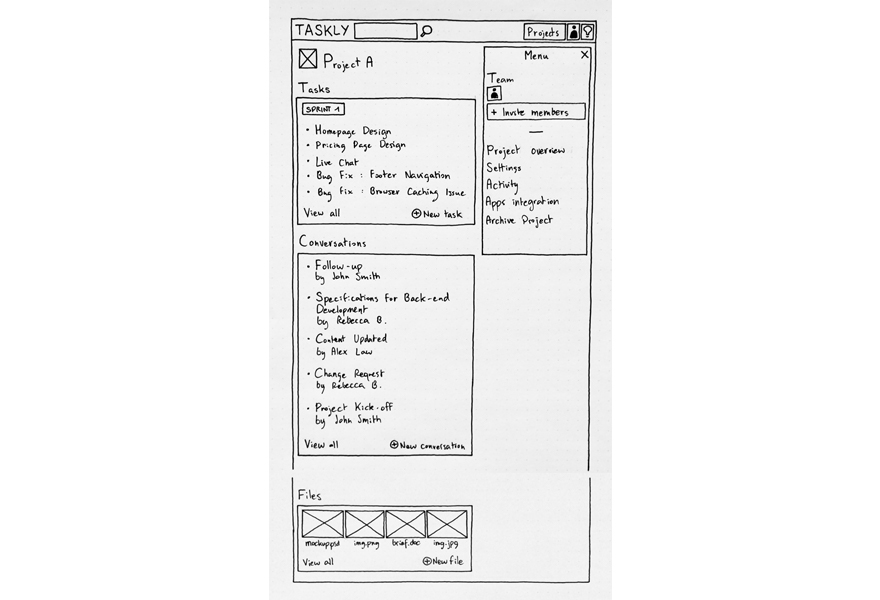 TASKLY
Projects
Project A
Menu
X
Team
+ Invite members
Project overview
Settings
Activity
Apps integration
Archive Project
Tasks
SPRINT 1
• Homepage Design
• Pricing Page Design
• Live Chat
• Bug Fix : Footer Navigation
• Bug Fix : Browser Caching Issue
View all
+ New task
Conversations
• Follow-up
by John Smith
• Specifications for Back-end
Development
by Rebecca B.
• Content Updated
by Alex Law
• Change Request
by Rebecca B.
• Project Kick-off
by John Smith
View all
+ New conversation
Files
mockup.psd
img.png
brief.doc
img.jpg
View all
+ New file